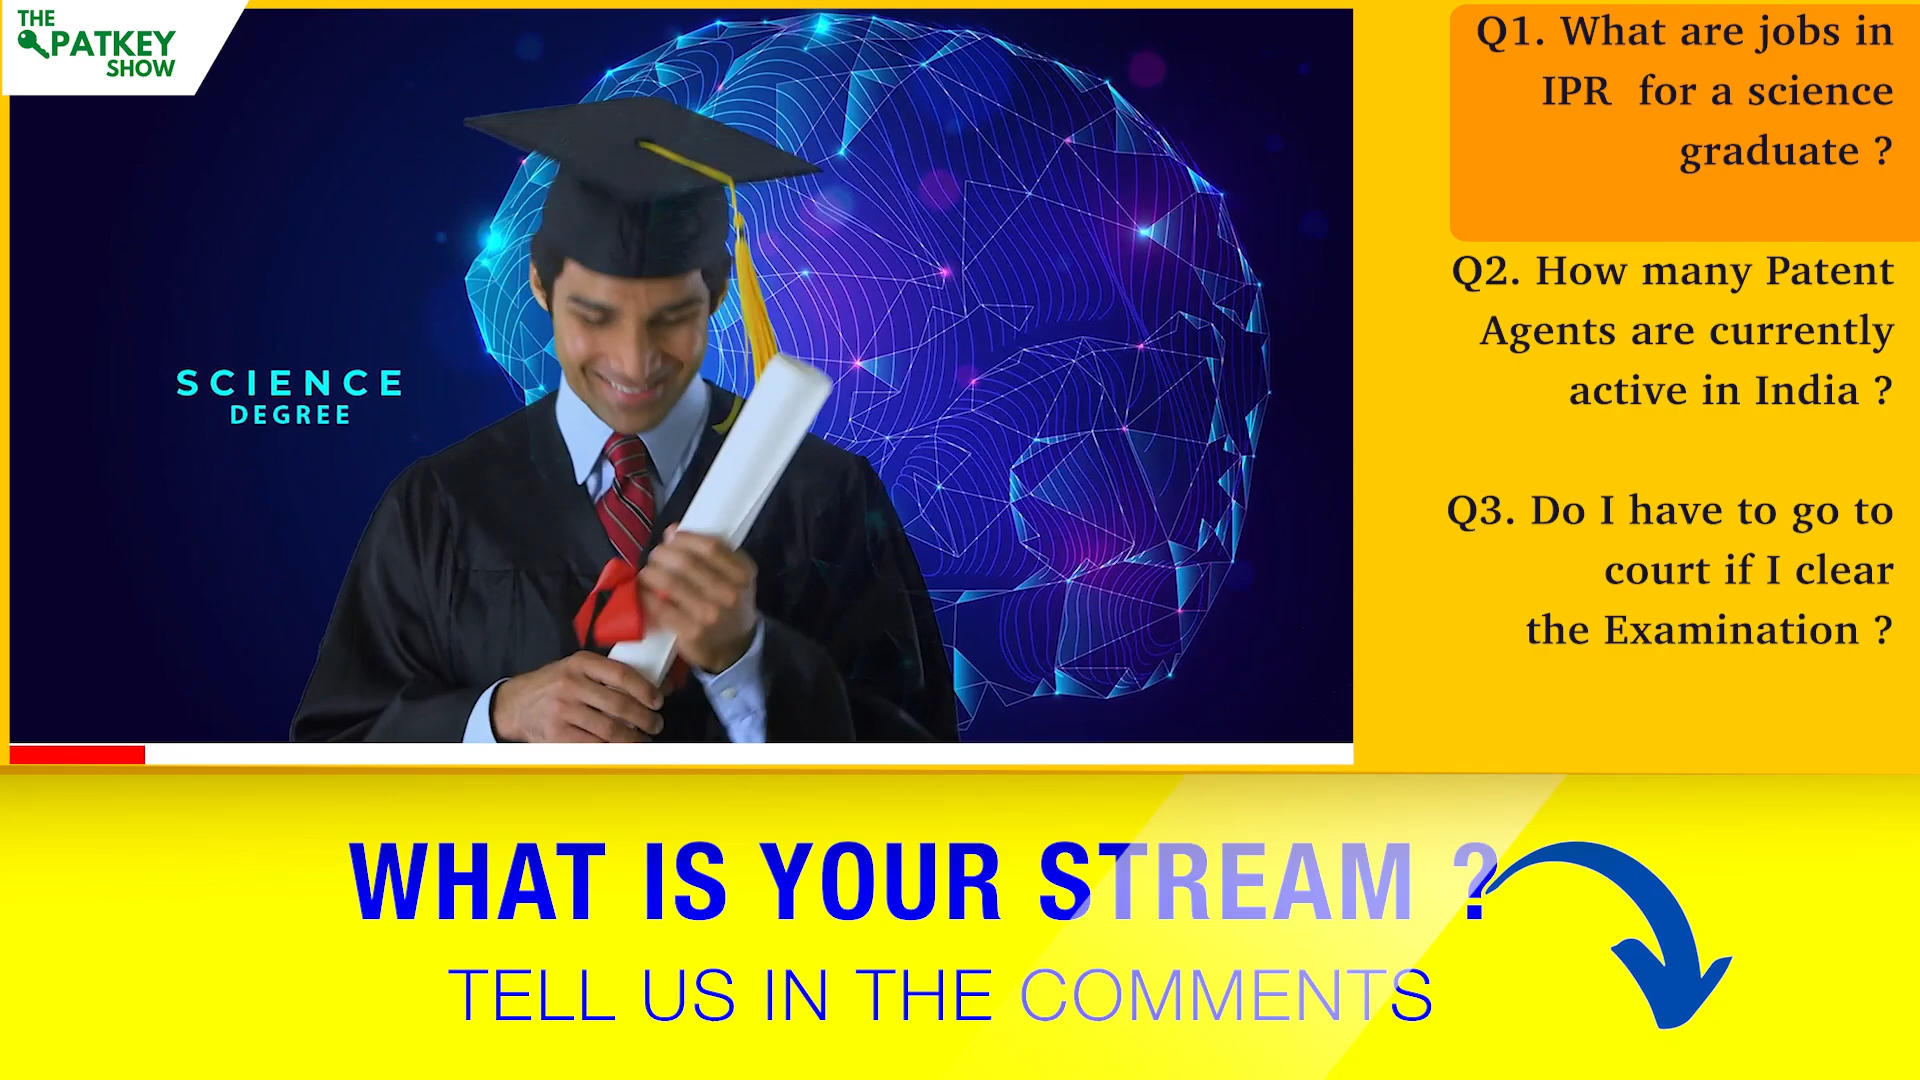 THE
PATKEY
SHOW
SCIENCE
DEGREE
Q1. What are jobs in
IPR for a science
graduate ?
Q2. How many Patent
Agents are currently
active in India ?
Q3. Do I have to go to
court if I clear
the Examination ?
WHAT IS YOUR STREAM ?
TELL US IN THE COMMENTS